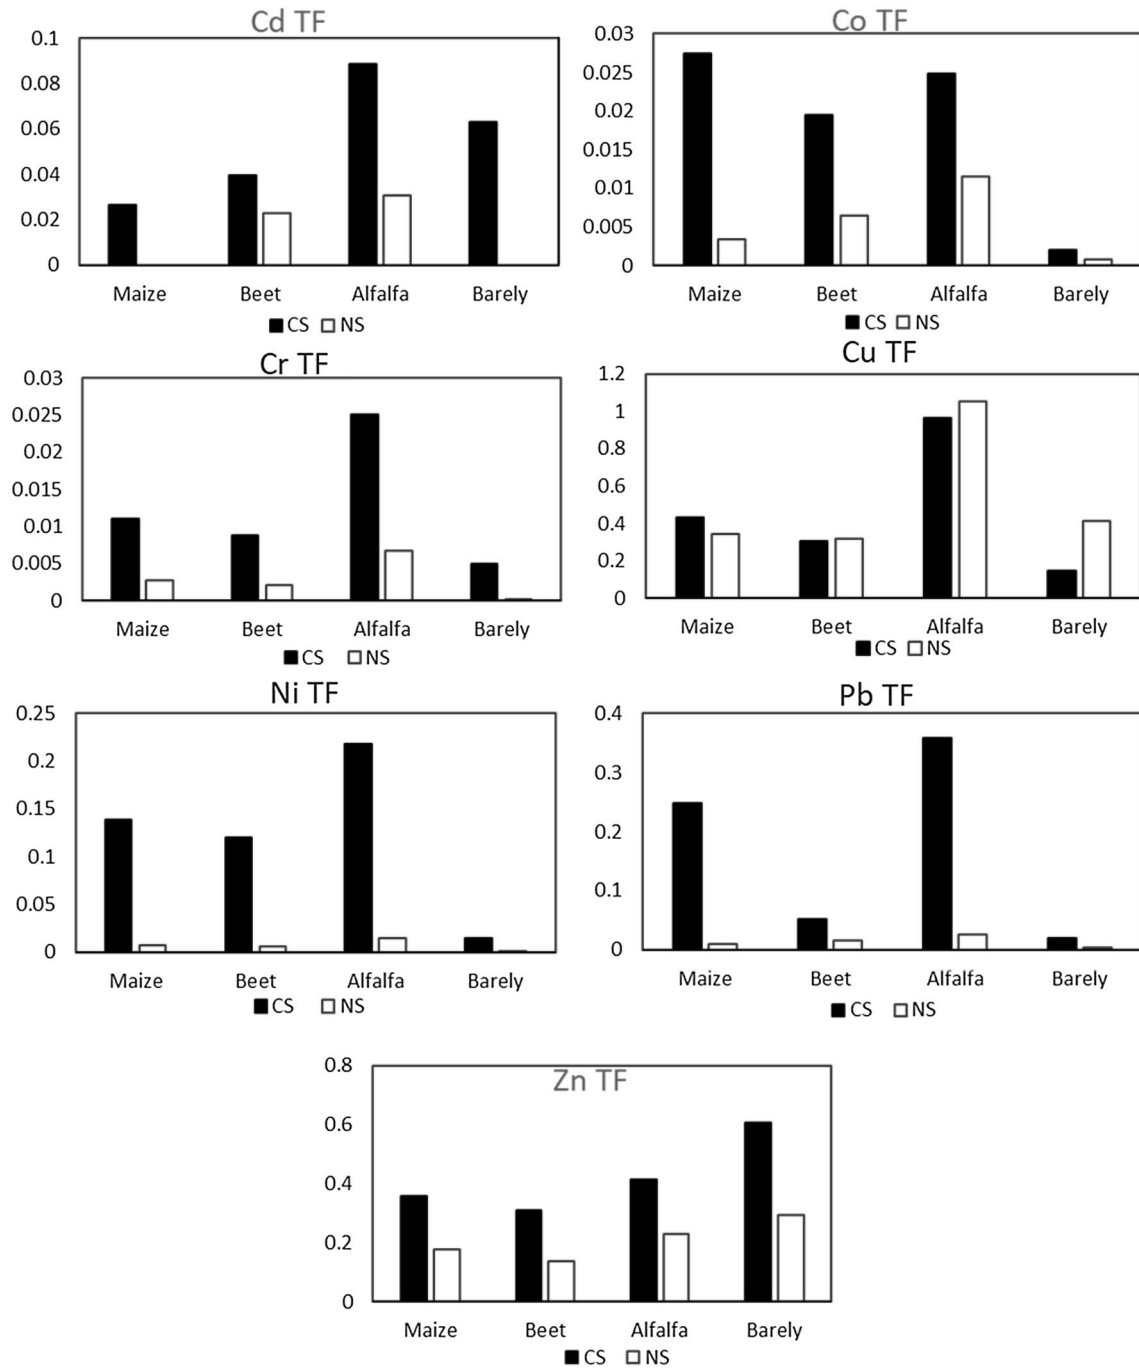 Cd TF
0.1
0.08
0.06
0.04
0.02
0
Maize Beet Alfalfa Barely
CS NS
Co TF
0.03
0.025
0.02
0.015
0.01
0.005
0
Maize Beet Alfalfa Barely
CS NS
Cr TF
0.03
0.025
0.02
0.015
0.01
0.005
0
Maize Beet Alfalfa Barely
CS NS
Cu TF
1.2
1
0.8
0.6
0.4
0.2
0
Maize Beet Alfalfa Barely
CS NS
Ni TF
0.25
0.2
0.15
0.1
0.05
0
Maize Beet Alfalfa Barely
CS NS
Pb TF
0.4
0.3
0.2
0.1
0
Maize Beet Alfalfa Barely
CS NS
Zn TF
0.8
0.6
0.4
0.2
0
Maize Beet Alfalfa Barely
CS NS